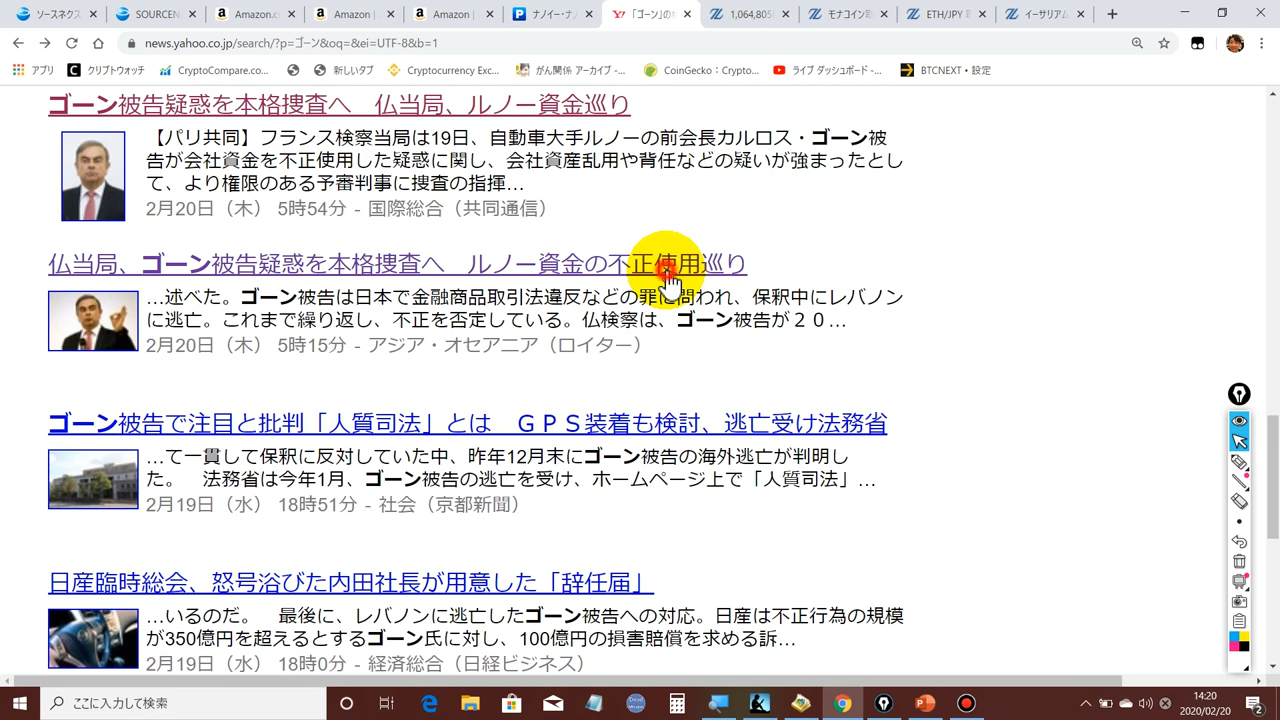 ソースネクス
SOURCEN
Amazon.c
Amazon |
Amazon |
ナノイー・ナノ
「ゴーン」の検
1,064,805
モナコイン取
ETH/JPY 取
イーサリアム
news.yahoo.co.jp/search/?p=ゴーン&oq=&ei=UTF-8&b=1
アプリ
クリプトウォッチ
CryptoCompare.co...
新しいタブ
Cryptocurrency Exc...
がん関係 アーカイブ -...
CoinGecko：Crypto...
ライブ ダッシュボード -...
BTCNEXT・設定
ゴーン被告疑惑を本格捜査へ　仏当局、ルノー資金巡り
【パリ共同】フランス検察当局は19日、自動車大手ルノーの前会長カルロス・ゴーン被
告が会社資金を不正使用した疑惑に関し、会社資産乱用や背任などの疑いが強まったとし
て、より権限のある予審判事に捜査の指揮...
2月20日（木） 5時54分 - 国際総合（共同通信）
仏当局、ゴーン被告疑惑を本格捜査へ　ルノー資金の不正使用巡り
...述べた。ゴーン被告は日本で金融商品取引法違反などの罪に問われ、保釈中にレバノン
に逃亡。これまで繰り返し、不正を否定している。仏検察は、ゴーン被告が２０...
2月20日（木） 5時15分 - アジア・オセアニア（ロイター）
ゴーン被告で注目と批判「人質司法」とは　ＧＰＳ装着も検討、逃亡受け法務省
...て一貫して保釈に反対していた中、昨年12月末にゴーン被告の海外逃亡が判明し
た。　法務省は今年1月、ゴーン被告の逃亡を受け、ホームページ上で「人質司法」...
2月19日（水） 18時51分 - 社会（京都新聞）
日産臨時総会、怒号浴びた内田社長が用意した「辞任届」
...いるのだ。　最後に、レバノンに逃亡したゴーン被告への対応。日産は不正行為の規模
が350億円を超えるとするゴーン氏に対し、100億円の損害賠償を求める訴...
2月19日（水） 18時0分 - 経済総合（日経ビジネス）
ここに入力して検索
14:20
2020/02/20
2